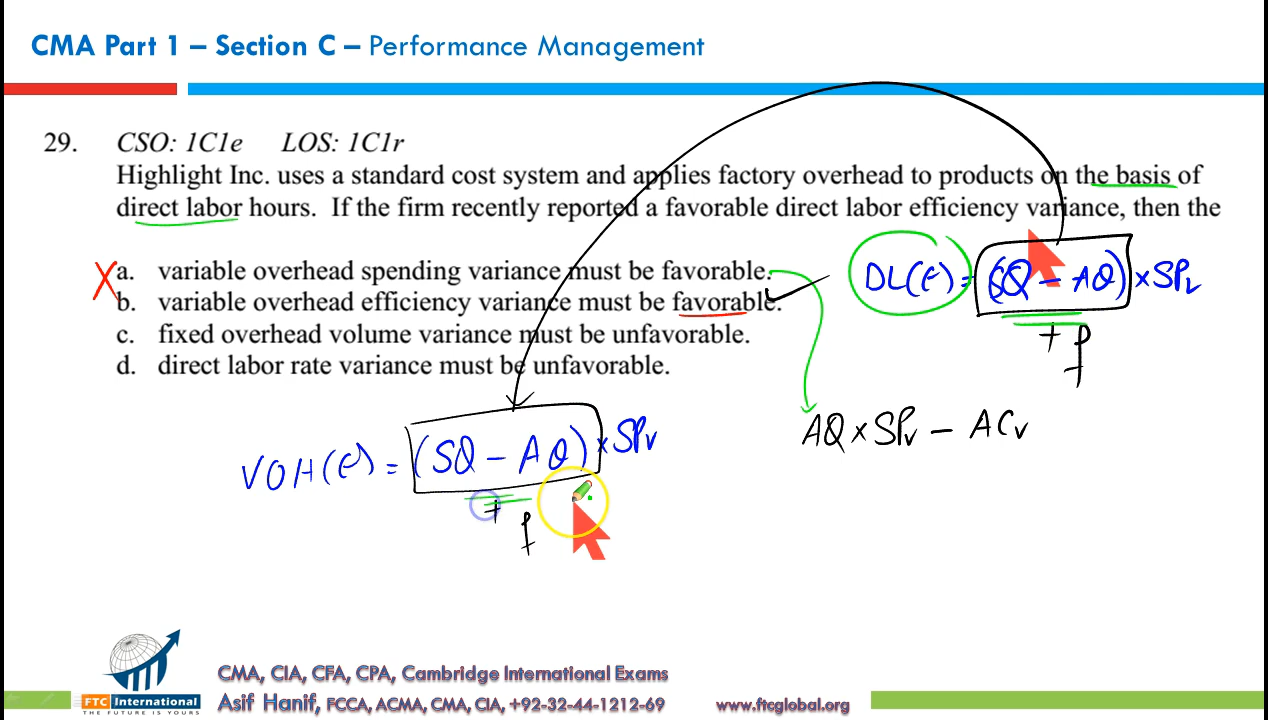 CMA Part 1 – Section C – Performance Management
29. CSO: 1C1e LOS: 1C1r
Highlight Inc. uses a standard cost system and applies factory overhead to products on the basis of
direct labor hours. If the firm recently reported a favorable direct labor efficiency variance, then the
a. variable overhead spending variance must be favorable.
b. variable overhead efficiency variance must be favorable.
c. fixed overhead volume variance must be unfavorable.
d. direct labor rate variance must be unfavorable.
DL(E) = (SQ – AQ) × SPL
+ f
AQ × SPv – ACv
VOH(E) = (SQ – AQ) × SPv
+ f
FTC International
THE FUTURE IS YOURS
CMA, CIA, CFA, CPA, Cambridge International Exams
Asif Hanif, FCCA, ACMA, CMA, CIA, +92-32-44-1212-69 www.ftcglobal.org